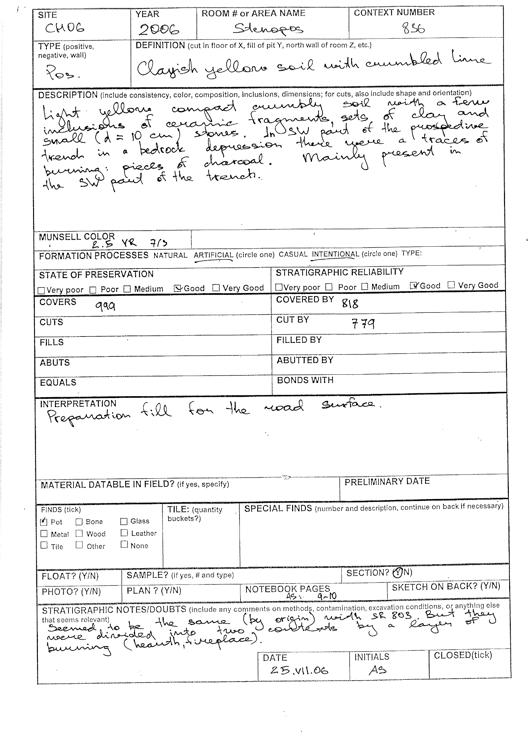 SITE YEAR ROOM # or AREA NAME CONTEXT NUMBER
CH06 2006 Stenopos 836
TYPE (positive, negative, wall) DEFINITION (cut in floor of X, fill of pit Y, north wall of room Z, etc.)
Pos. Clayish yellow soil with crumbled lime
DESCRIPTION (include consistency, color, composition, inclusions, dimensions; for cuts, also include shape and orientation)
Light yellow compact crumbly soil with a few
inclusions of ceramic fragments, sets of clay and
small (d = 10 cm) stones. In SW part of the prospedine
trench in a bedrock depression there were a traces of
burning: pieces of charcoal. Mainly present in
the SW part of the trench.
MUNSELL COLOR
2.5 YR 7/3
FORMATION PROCESSES NATURAL ARTIFICIAL (circle one) CASUAL INTENTIONAL (circle one) TYPE:
STATE OF PRESERVATION STRATIGRAPHIC RELIABILITY
☐Very poor ☐ Poor ☐ Medium ☑Good ☐ Very Good ☐Very poor ☐ Poor ☐ Medium ☑Good ☐ Very Good
COVERS 999 COVERED BY 818
CUTS CUT BY 779
FILLS FILLED BY
ABUTS ABUTTED BY
EQUALS BONDS WITH
INTERPRETATION
Preparation fill for the road surface.
MATERIAL DATABLE IN FIELD? (if yes, specify) PRELIMINARY DATE
FINDS (tick) TILE: (quantity buckets?) SPECIAL FINDS (number and description, continue on back if necessary)
☑ Pot ☐ Bone ☐ Glass
☐ Metal ☐ Wood ☐ Leather
☐ Tile ☐ Other ☐ None
FLOAT? (Y/N) SAMPLE? (if yes, # and type) SECTION? (Y/N)
PHOTO? (Y/N) PLAN? (Y/N) NOTEBOOK PAGES SKETCH ON BACK? (Y/N)
AS: 9-10
STRATIGRAPHIC NOTES/DOUBTS (include any comments on methods, contamination, excavation conditions, or anything else
that seems relevant)
Seemed to be the same (by origin) with SR 803. But they
were divided into two contexts by a layer of
burning (hearth, fireplace).
DATE INITIALS CLOSED(tick)
25.VII.06 AS